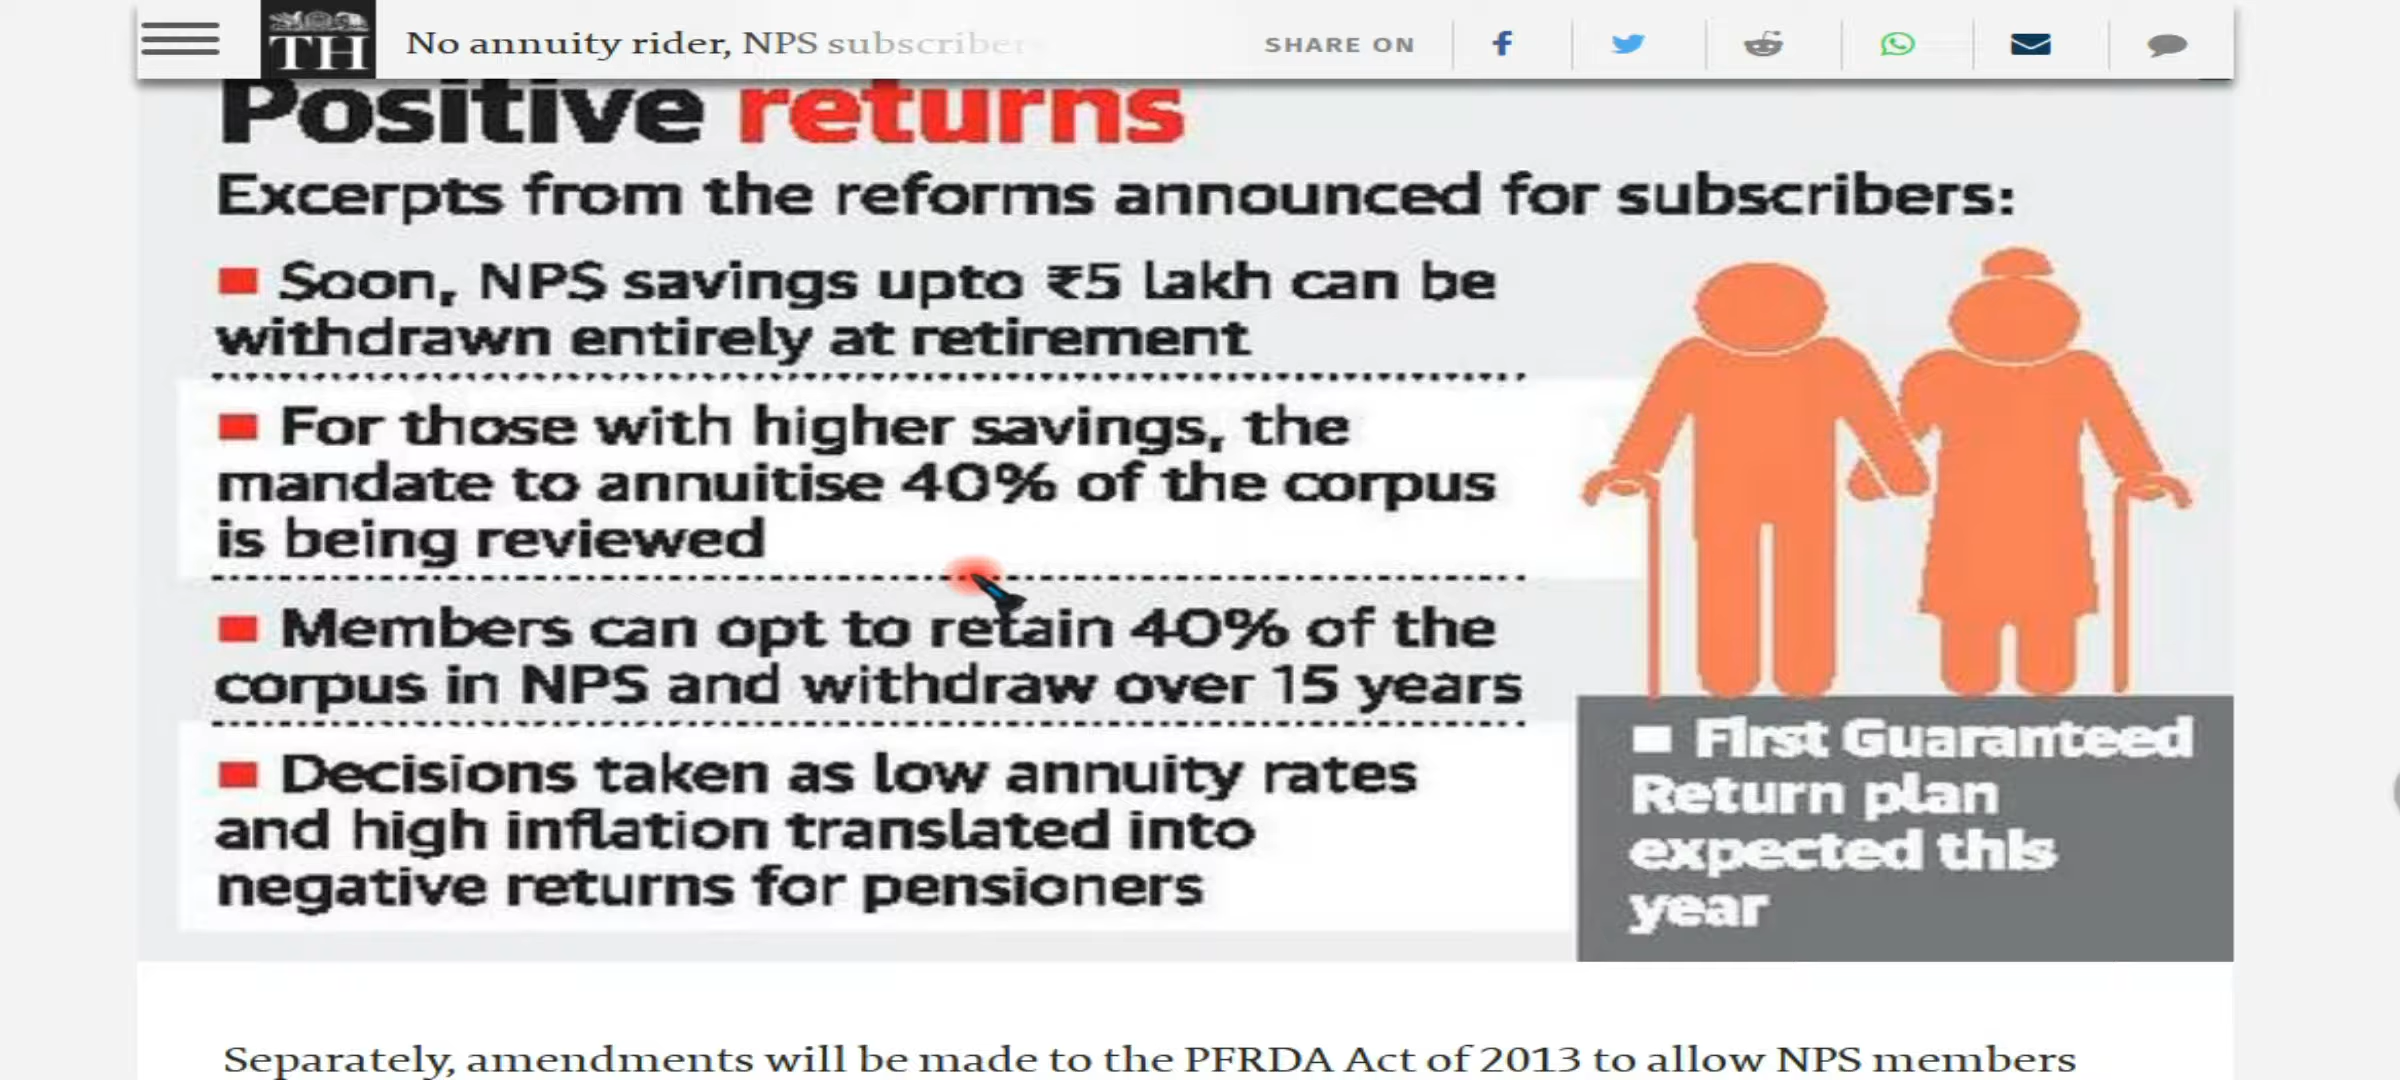 TH No annuity rider, NPS subscribers SHARE ON
Positive returns
Excerpts from the reforms announced for subscribers:
Soon, NPS savings upto ₹5 lakh can be
withdrawn entirely at retirement
For those with higher savings, the
mandate to annuitise 40% of the corpus
is being reviewed
Members can opt to retain 40% of the
corpus in NPS and withdraw over 15 years
Decisions taken as low annuity rates
and high inflation translated into
negative returns for pensioners
First Guaranteed
Return plan
expected this
year
Separately, amendments will be made to the PFRDA Act of 2013 to allow NPS members